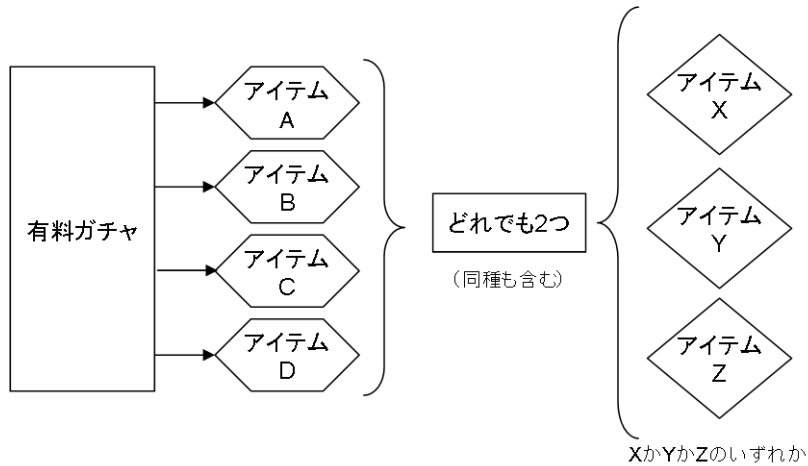 有料ガチャ
アイテム
A
アイテム
B
アイテム
C
アイテム
D
どれでも2つ
（同種も含む）
アイテム
X
アイテム
Y
アイテム
Z
XかYかZのいずれか